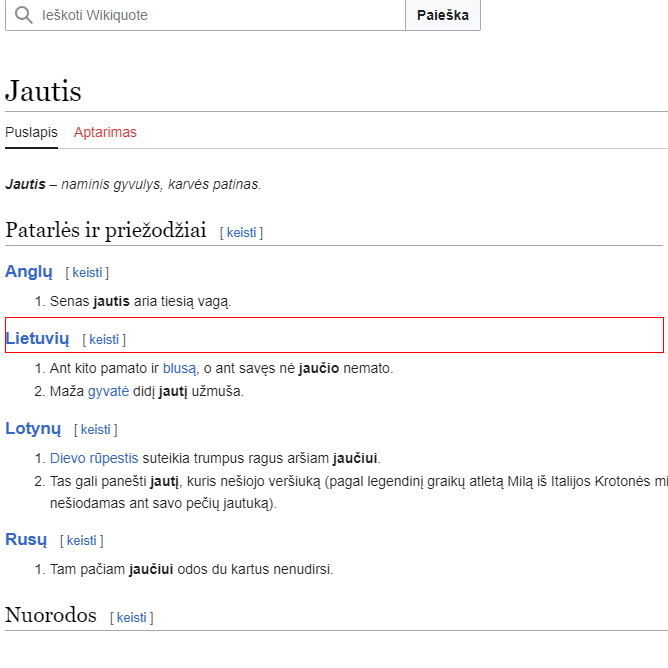 Ieškoti Wikiquote Paieška
Jautis
Puslapis Aptarimas
Jautis – naminis gyvulys, karvės patinas.
Patarlės ir priežodžiai [ keisti ]
Anglų [ keisti ]
1. Senas jautis aria tiesią vagą.
Lietuvių [ keisti ]
1. Ant kito pamato ir blusą, o ant savęs nė jaučio nemato.
2. Maža gyvatė didį jautį užmuša.
Lotynų [ keisti ]
1. Dievo rūpestis suteikia trumpus ragus aršiam jaučiui.
2. Tas gali panešti jautį, kuris nešiojo veršiuką (pagal legendinį graikų atletą Milą iš Italijos Krotonės mi
nešiodamas ant savo pečių jautuką).
Rusų [ keisti ]
1. Tam pačiam jaučiui odos du kartus nenudirsi.
Nuorodos [ keisti ]